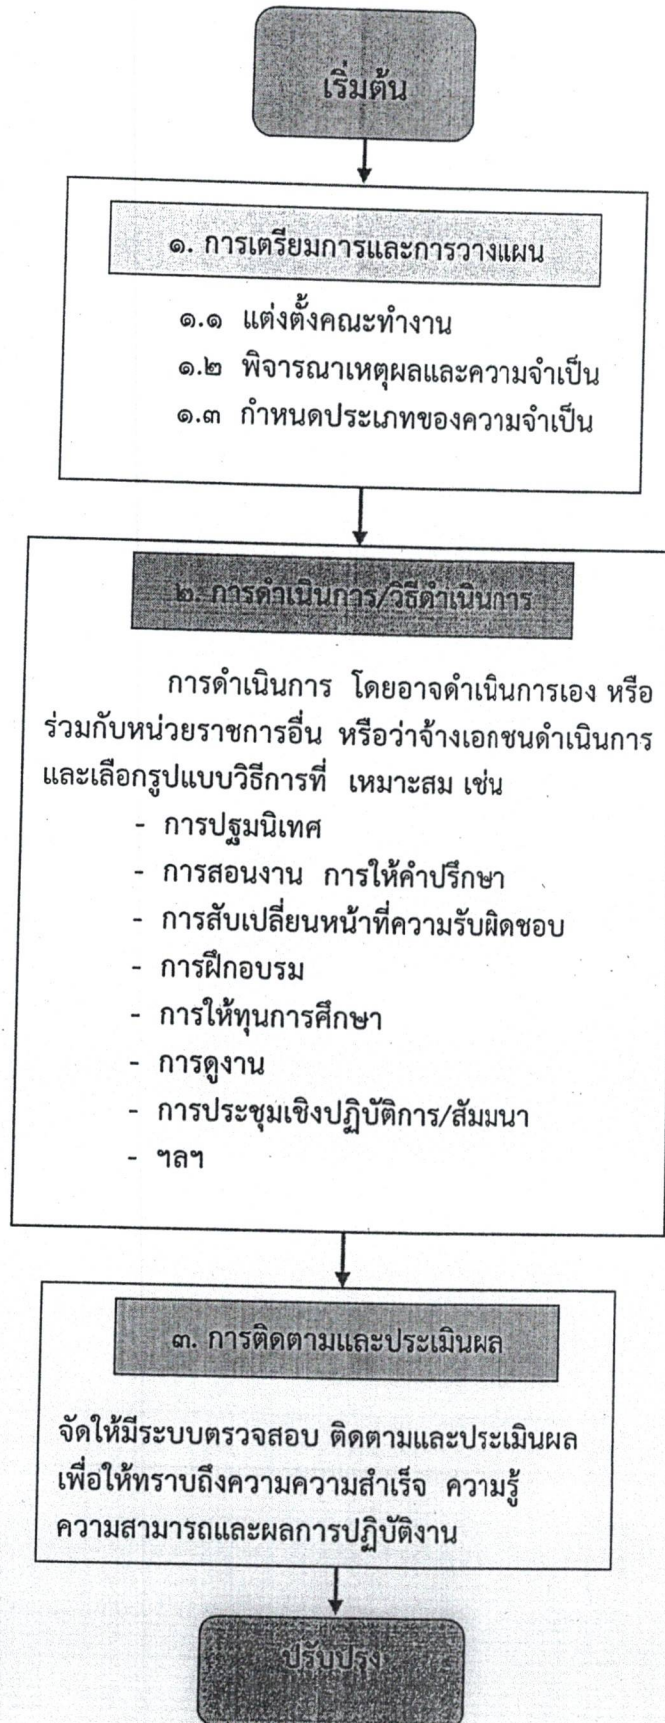 เริ่มต้น
๑. การเตรียมการและการวางแผน
๑.๑ แต่งตั้งคณะทำงาน
๑.๒ พิจารณาเหตุผลและความจำเป็น
๑.๓ กำหนดประเภทของความจำเป็น
๒. การดำเนินการ/วิธีดำเนินการ
การดำเนินการ โดยอาจดำเนินการเอง หรือ
ร่วมกับหน่วยราชการอื่น หรือว่าจ้างเอกชนดำเนินการ
และเลือกรูปแบบวิธีการที่ เหมาะสม เช่น
- การปฐมนิเทศ
- การสอนงาน การให้คำปรึกษา
- การสับเปลี่ยนหน้าที่ความรับผิดชอบ
- การฝึกอบรม
- การให้ทุนการศึกษา
- การดูงาน
- การประชุมเชิงปฏิบัติการ/สัมมนา
- ฯลฯ
๓. การติดตามและประเมินผล
จัดให้มีระบบตรวจสอบ ติดตามและประเมินผล
เพื่อให้ทราบถึงความความสำเร็จ ความรู้
ความสามารถและผลการปฏิบัติงาน
ปรับปรุง